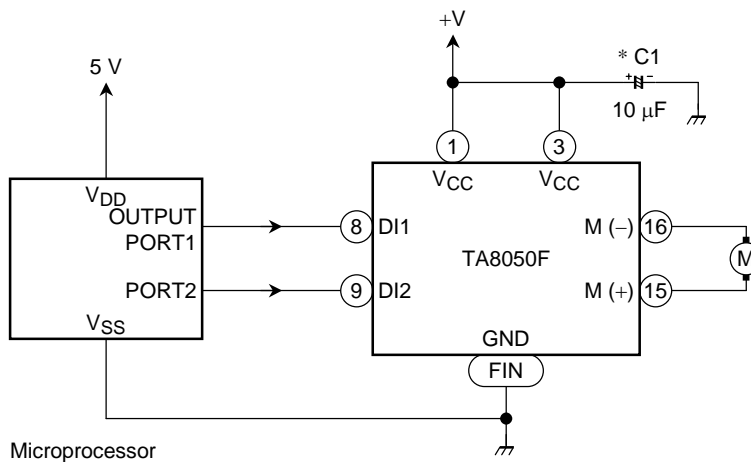 +V
* C1
+ −
10 μF
5 V
1
3
VCC
VCC
VDD
OUTPUT
PORT1
8
DI1
M (−)
16
TA8050F
M
PORT2
9
DI2
M (+)
15
VSS
GND
FIN
Microprocessor